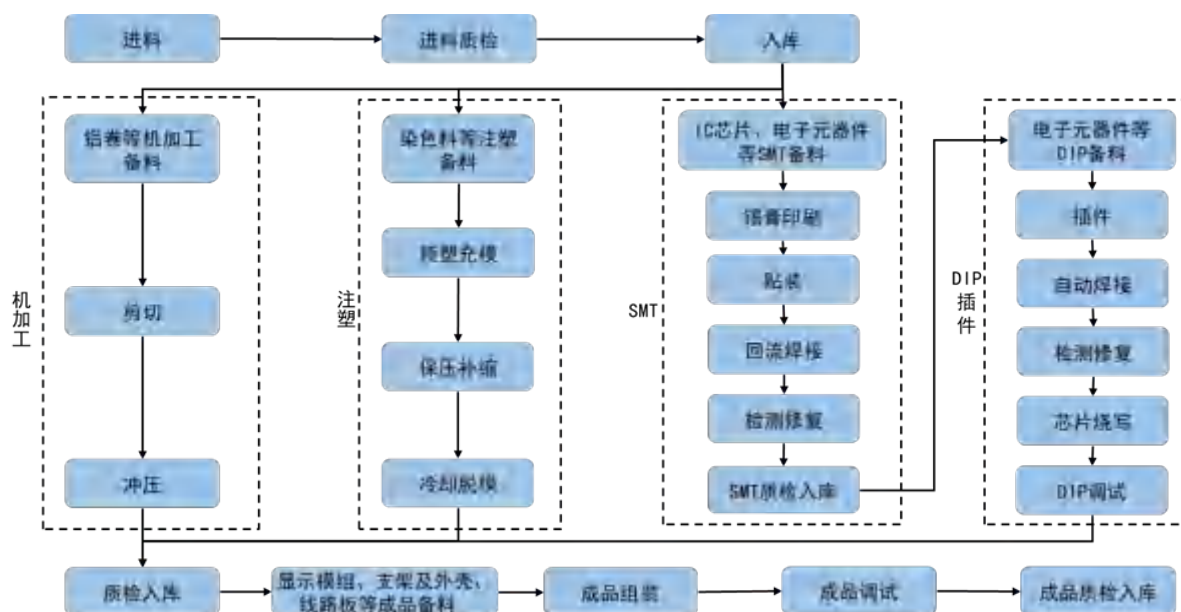 进料
进料质检
入库
机加工
铝卷等机加工
备料
剪切
冲压
注塑
染色料等注塑
备料
熔塑充模
保压补缩
冷却脱模
SMT
IC芯片、电子元器件
等SMT备料
锡膏印刷
贴装
回流焊接
检测修复
SMT质检入库
DIP
插件
电子元器件等
DIP备料
插件
自动焊接
检测修复
芯片烧写
DIP调试
质检入库
显示模组、支架及外壳、
线路板等成品备料
成品组装
成品调试
成品质检入库